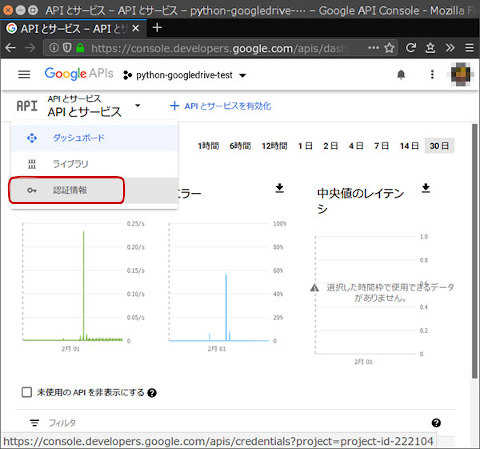 API とサービス – API とサービス – python-googledrive-··· – Google API Console - Mozilla Fi
API とサービス – API とサ
https://console.developers.google.com/apis/dash
Google APIs
python-googledrive-test
API
API とサービス
API とサービス
API とサービスを有効化
ダッシュボード
ライブラリ
認証情報
1時間 6時間 12時間 1日 2日 4日 7日 14日 30日
エラー
中央値のレイテン
シ
0.25/s
0.20/s
0.15/s
0.10/s
0.05/s
0
2月 01
100%
80%
60%
40%
20%
0
2月 01
1.0
0.8
0.6
0.4
0.2
0
2月 01
選択した時間枠で使用できるデータ
がありません。
未使用の API を非表示にする
フィルタ
https://console.developers.google.com/apis/credentials?project=project-id-222104